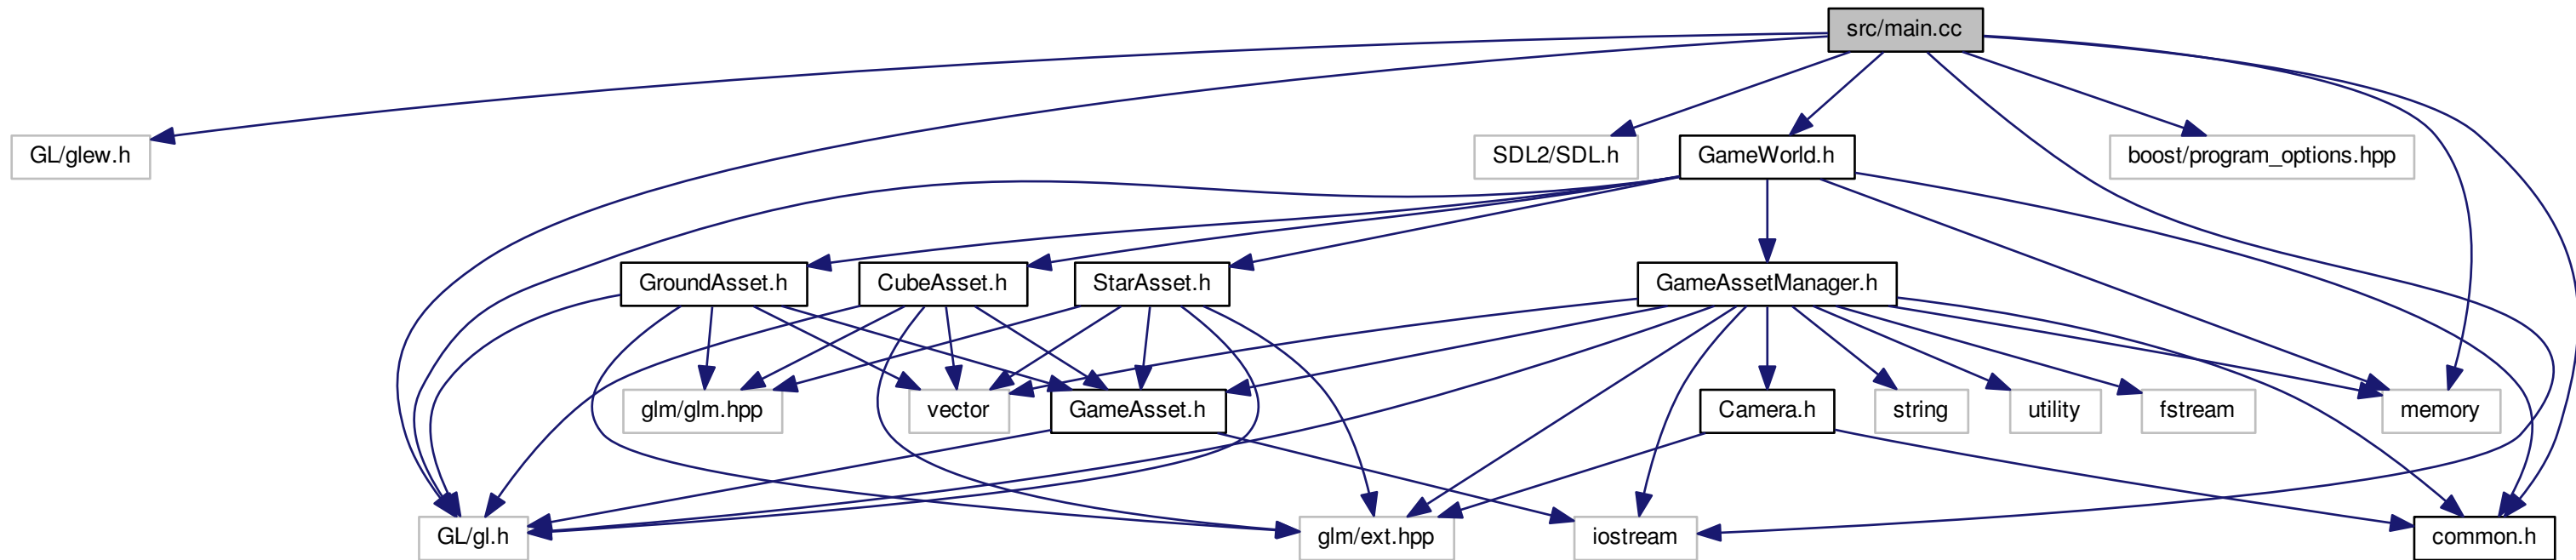 src/main.cc
GL/glew.h
SDL2/SDL.h
GameWorld.h
boost/program_options.hpp
GroundAsset.h
CubeAsset.h
StarAsset.h
GameAssetManager.h
glm/glm.hpp
vector
GameAsset.h
Camera.h
string
utility
fstream
memory
GL/gl.h
glm/ext.hpp
iostream
common.h